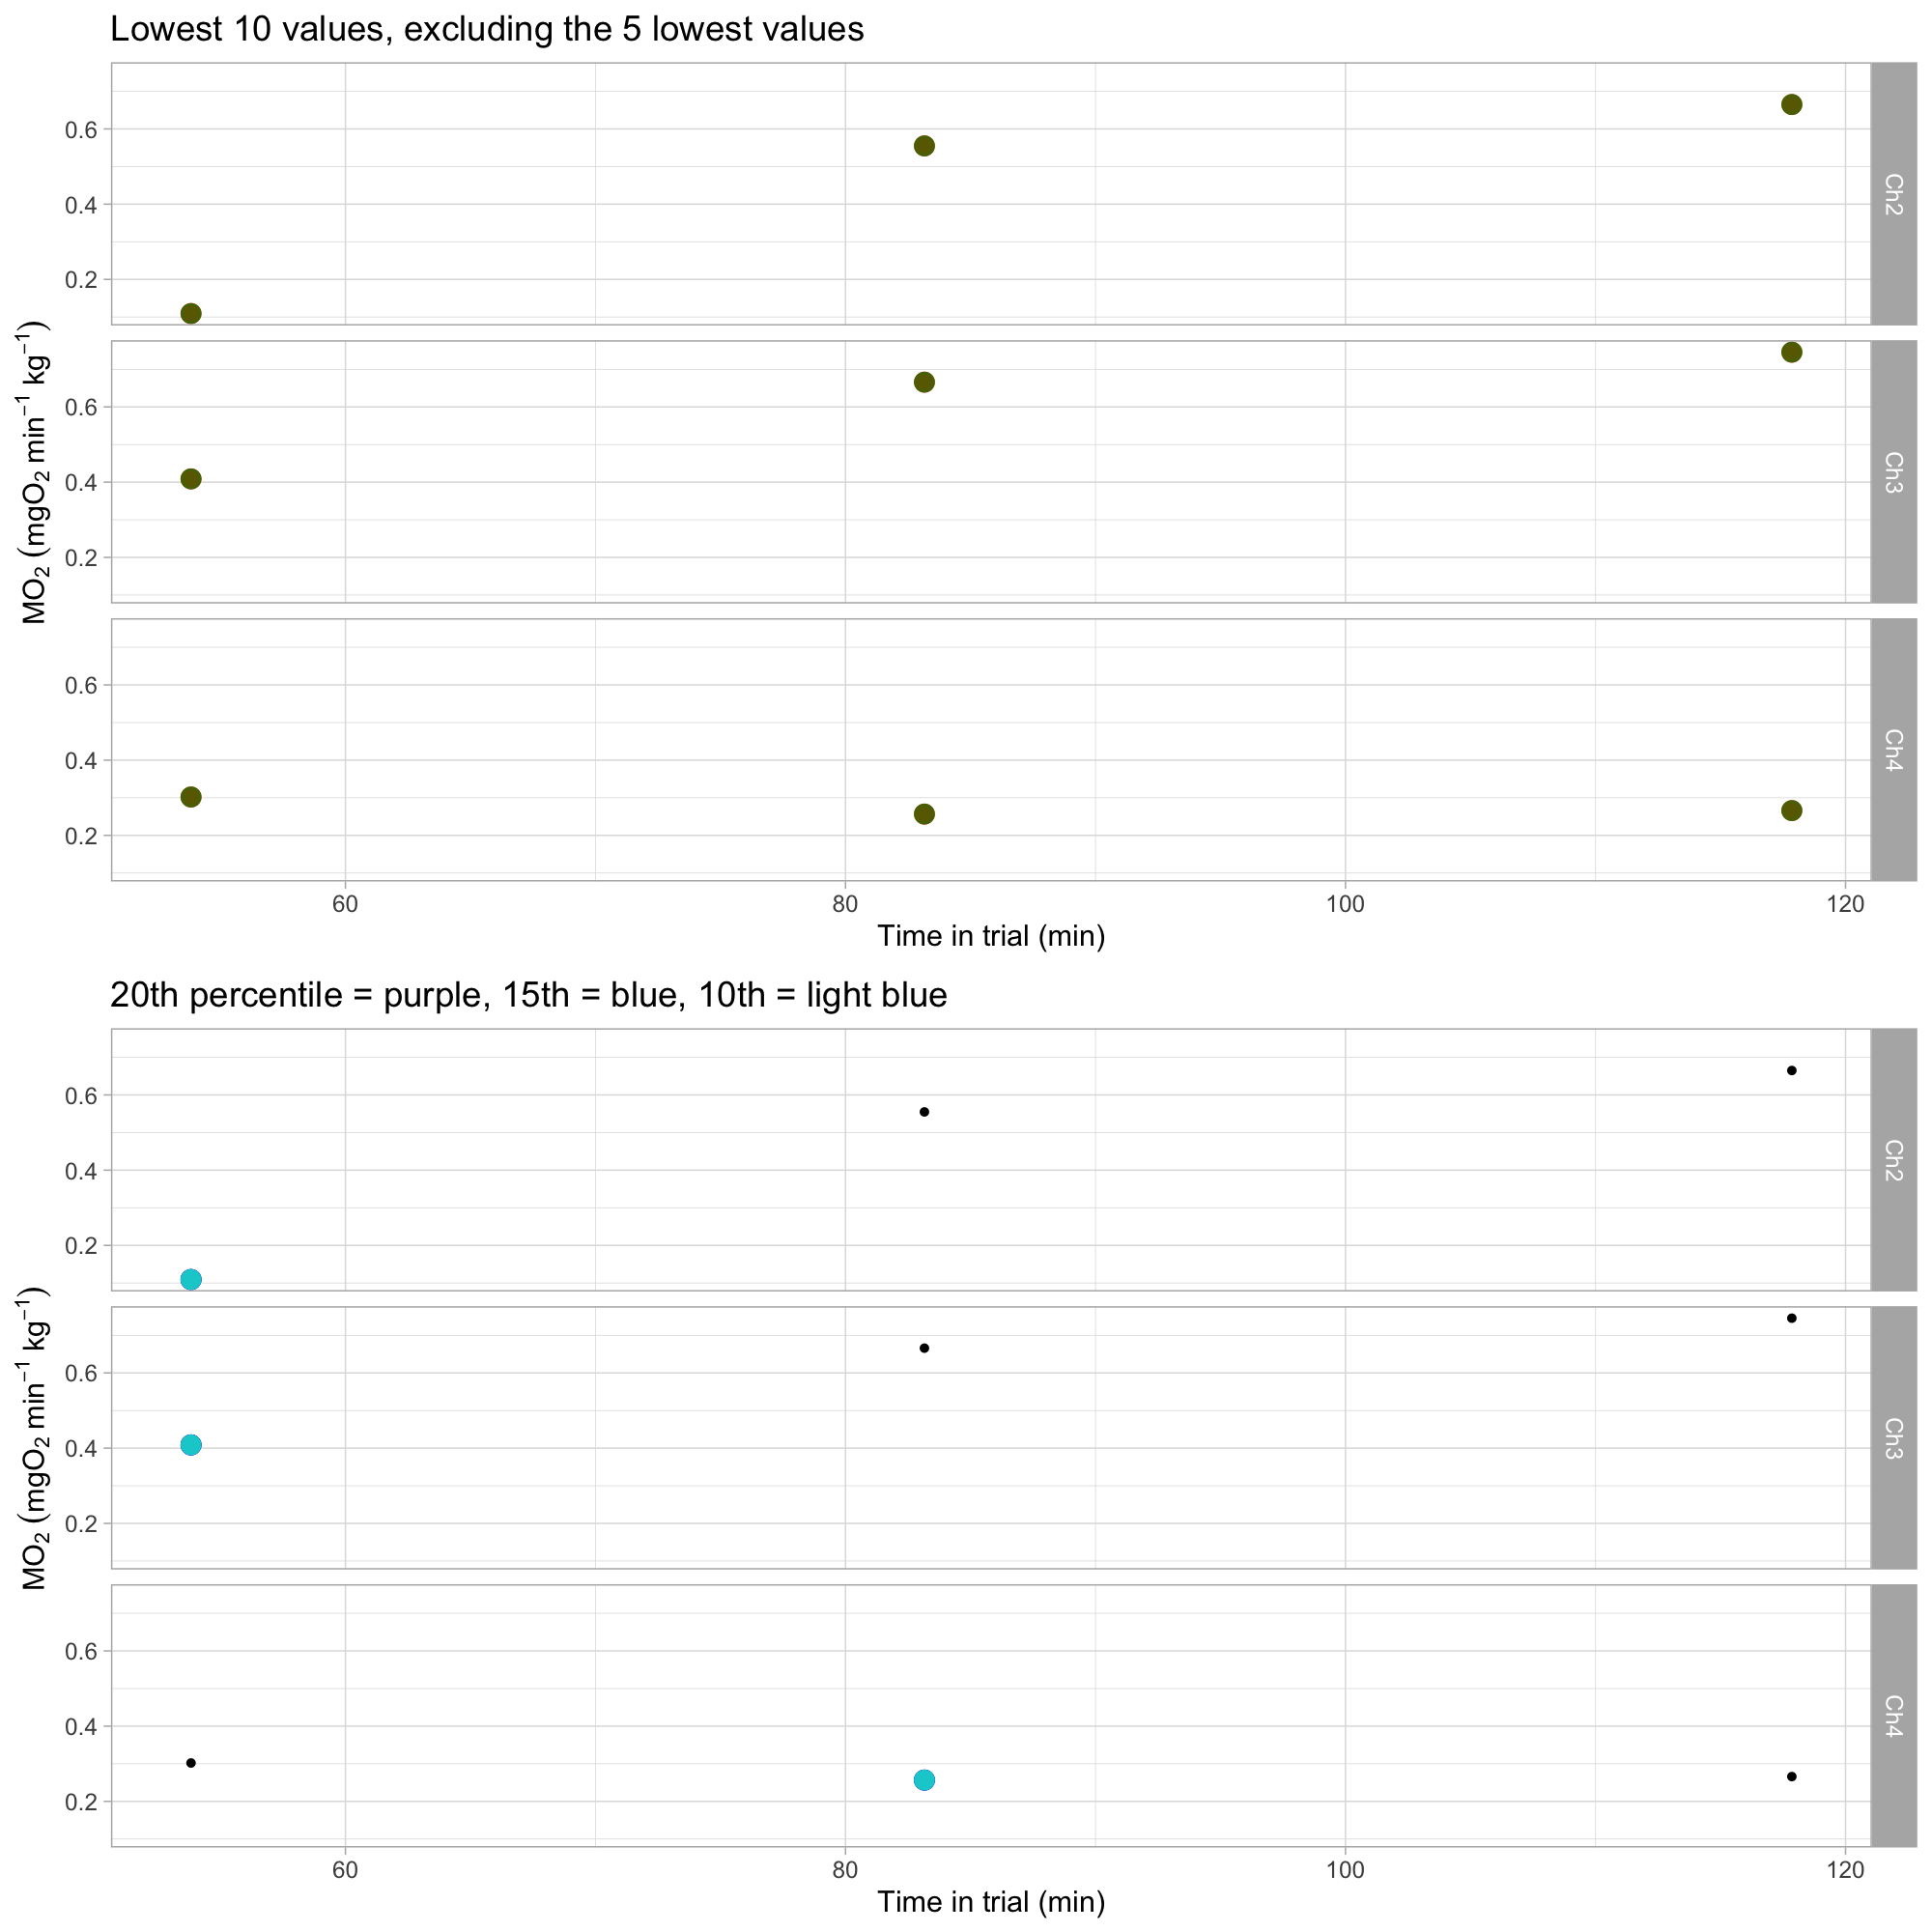 Lowest 10 values, excluding the 5 lowest values
0.6
0.4
0.2
Ch2
0.6
0.4
0.2
Ch3
0.6
0.4
0.2
Ch4
MO₂ (mgO₂ min⁻¹ kg⁻¹)
60 80 100 120
Time in trial (min)
20th percentile = purple, 15th = blue, 10th = light blue
0.6
0.4
0.2
Ch2
0.6
0.4
0.2
Ch3
0.6
0.4
0.2
Ch4
MO₂ (mgO₂ min⁻¹ kg⁻¹)
60 80 100 120
Time in trial (min)